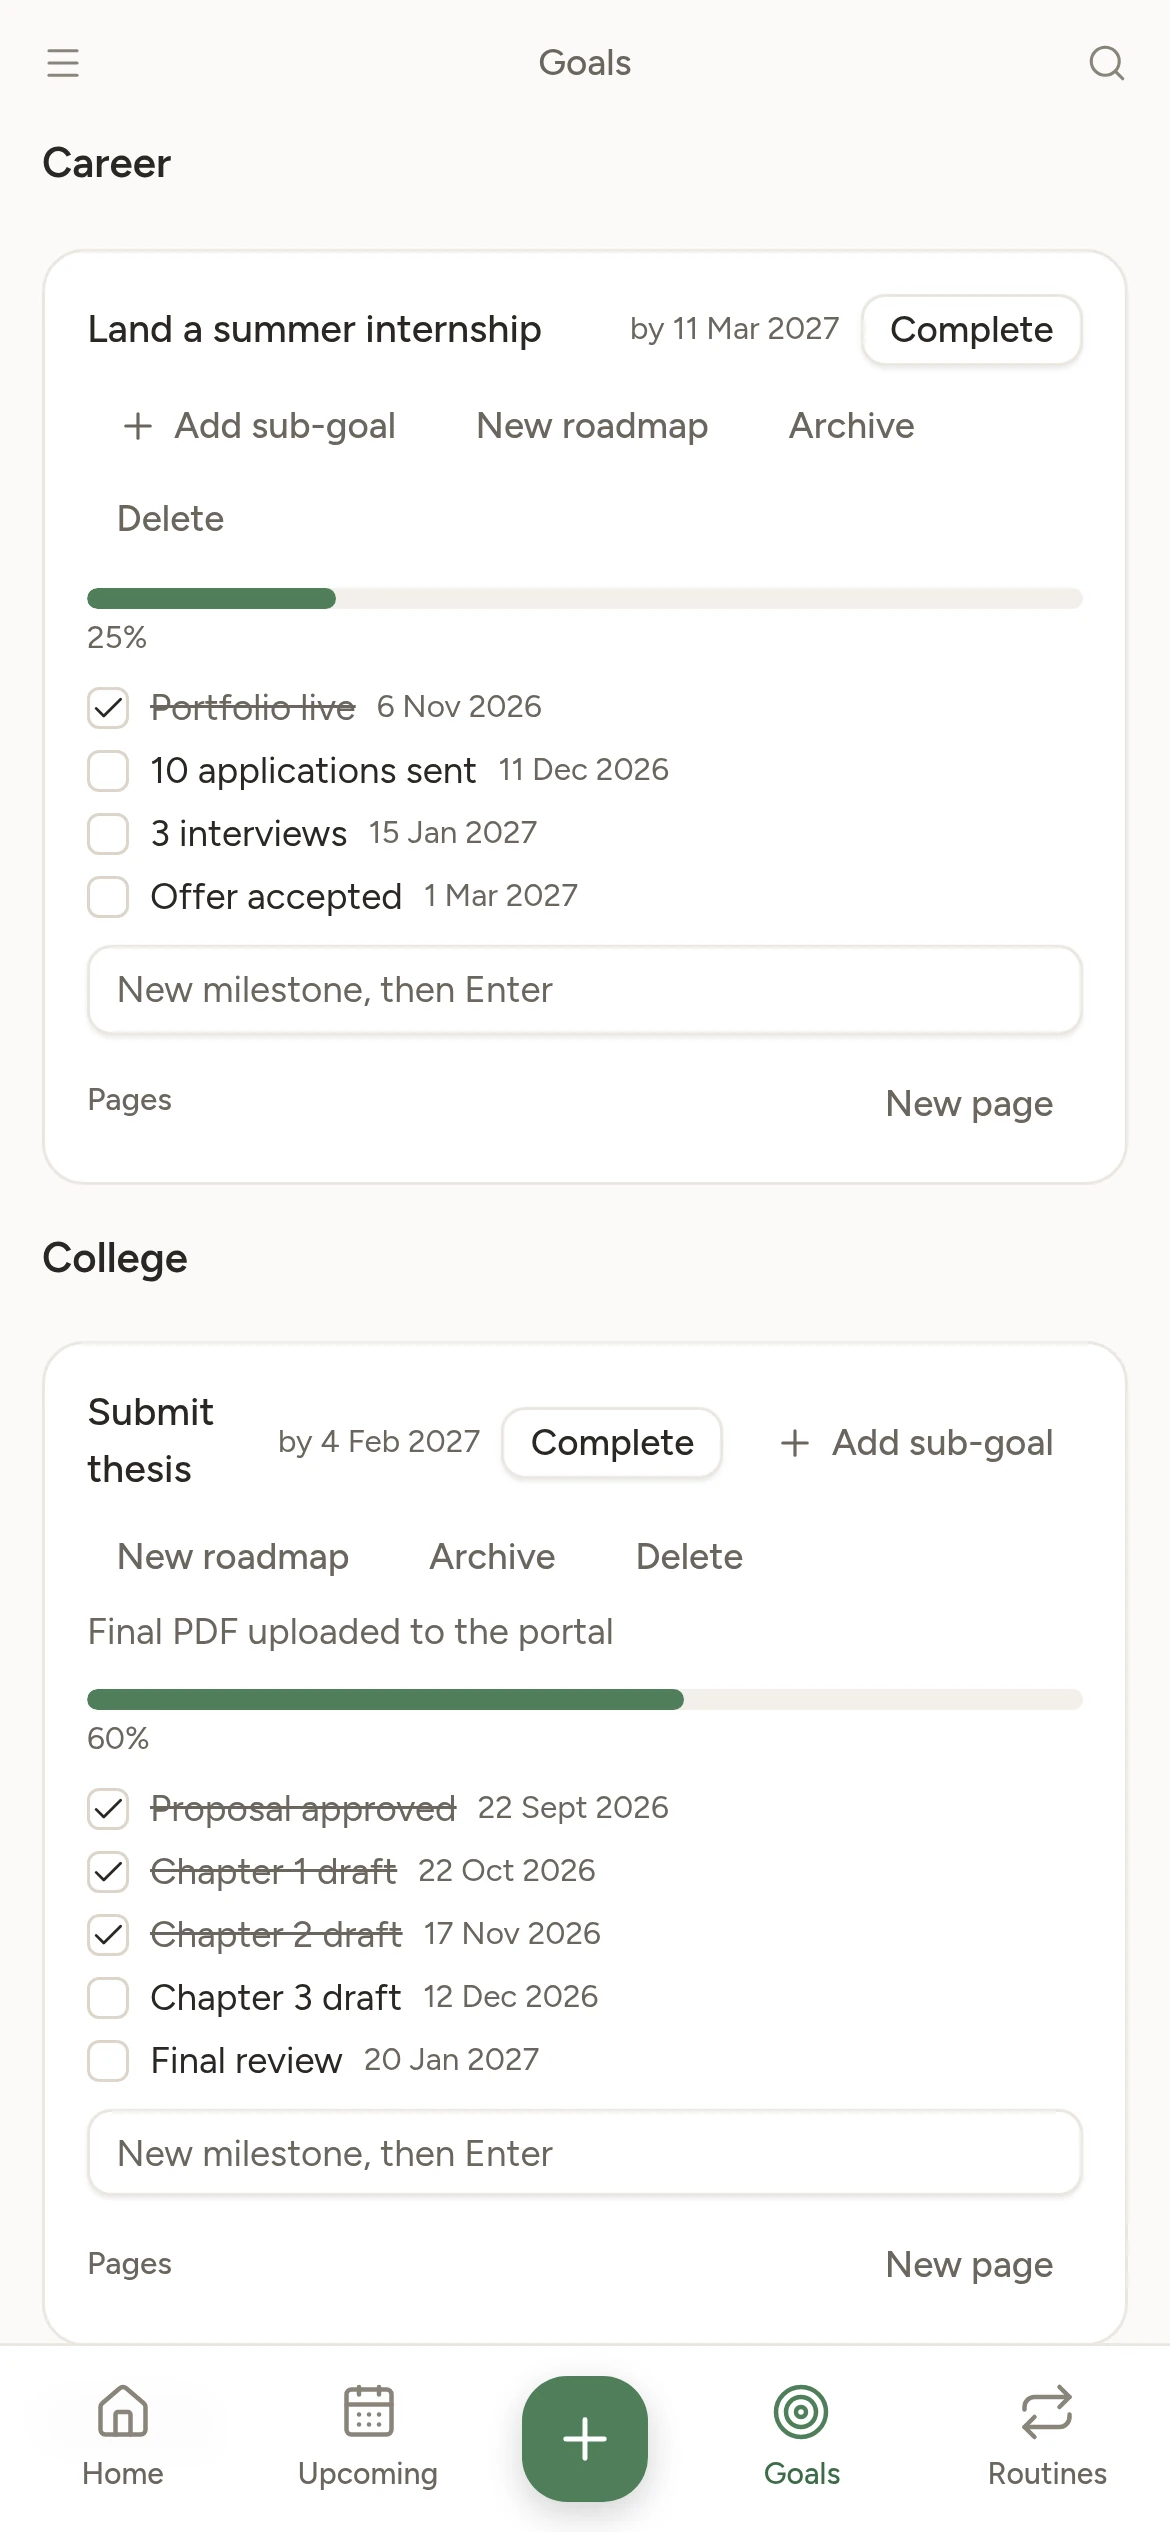 Goals
Career
Land a summer internship by 11 Mar 2027 Complete
Add sub-goal New roadmap Archive
Delete
25%
Portfolio live 6 Nov 2026
10 applications sent 11 Dec 2026
3 interviews 15 Jan 2027
Offer accepted 1 Mar 2027
New milestone, then Enter
Pages New page
College
Submit thesis by 4 Feb 2027 Complete Add sub-goal
New roadmap Archive Delete
Final PDF uploaded to the portal
60%
Proposal approved 22 Sept 2026
Chapter 1 draft 22 Oct 2026
Chapter 2 draft 17 Nov 2026
Chapter 3 draft 12 Dec 2026
Final review 20 Jan 2027
New milestone, then Enter
Pages New page
Home Upcoming Goals Routines